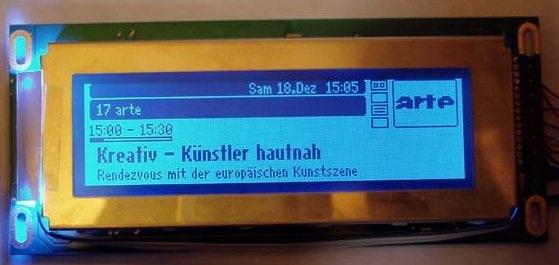 Sam 18.Dez 15:05
17 arte
arte
15:00 - 15:30
Kreativ - Künstler hautnah
Rendezvous mit der europäischen Kunstszene